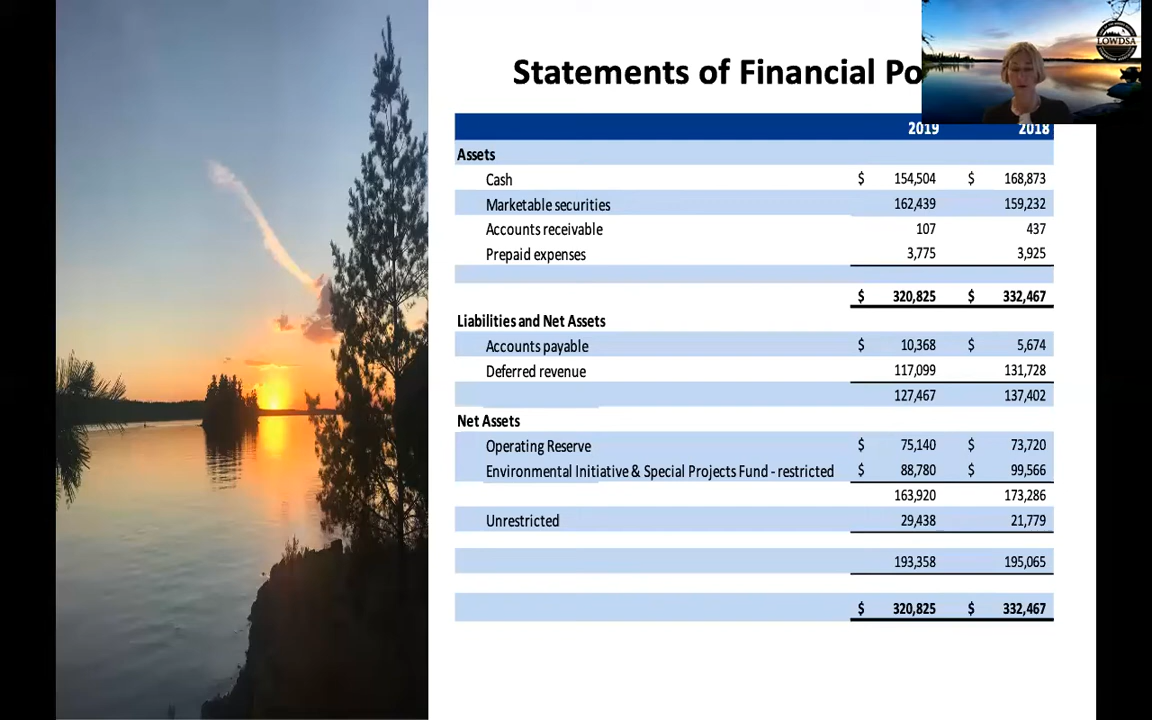 LOWDSA
Statements of Financial Po
2019 2018
Assets
Cash $ 154,504 $ 168,873
Marketable securities 162,439 159,232
Accounts receivable 107 437
Prepaid expenses 3,775 3,925
$ 320,825 $ 332,467
Liabilities and Net Assets
Accounts payable $ 10,368 $ 5,674
Deferred revenue 117,099 131,728
127,467 137,402
Net Assets
Operating Reserve $ 75,140 $ 73,720
Environmental Initiative & Special Projects Fund - restricted $ 88,780 $ 99,566
163,920 173,286
Unrestricted 29,438 21,779
193,358 195,065
$ 320,825 $ 332,467